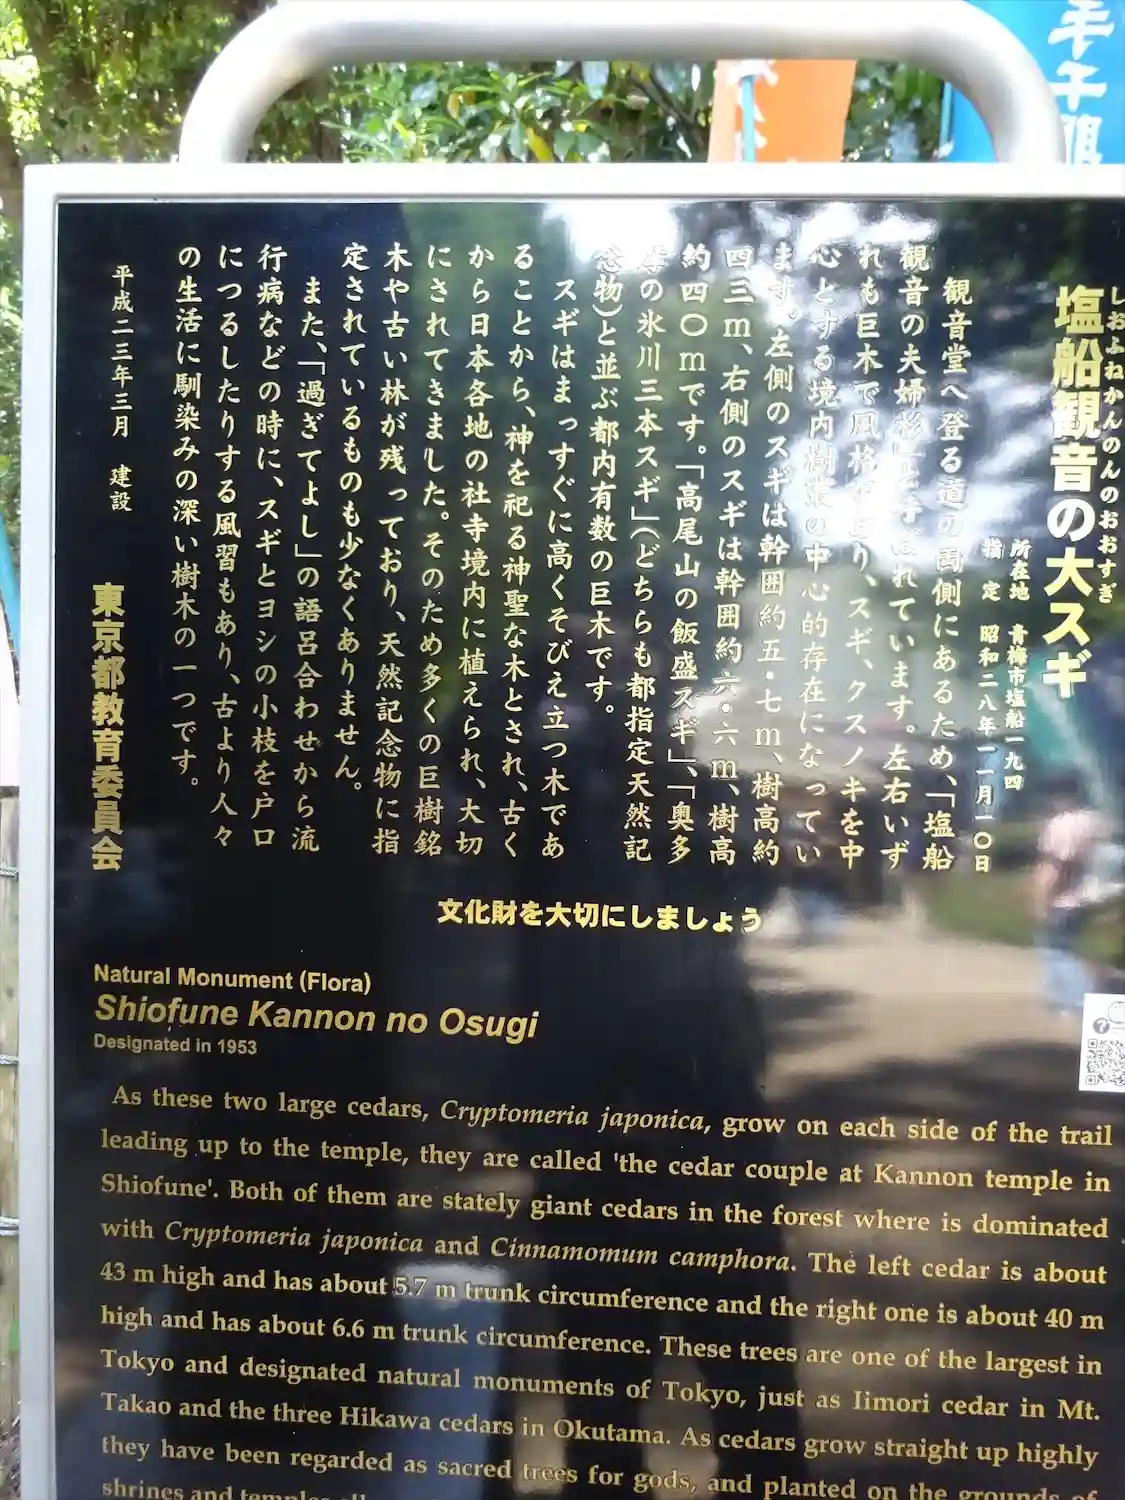 塩船観音の大スギ
しおふねかんのんのおおすぎ
所在地 青梅市塩船一九四
指定 昭和二八年一一月一〇日
観音堂へ登る道の両側にあるため、「塩船
観音の夫婦杉」と呼ばれています。左右いず
れも巨木で風格があり、スギ、クスノキを中
心とする境内樹叢の中心的存在になってい
ます。左側のスギは幹囲約五・七m、樹高約
四三m、右側のスギは幹囲約六・六m、樹高
約四〇mです。「高尾山の飯盛スギ」、「奥多
摩の氷川三本スギ」(どちらも都指定天然記
念物)と並ぶ都内有数の巨木です。
スギはまっすぐに高くそびえ立つ木であ
ることから、神を祀る神聖な木とされ、古く
から日本各地の社寺境内に植えられ、大切
にされてきました。そのため多くの巨樹銘
木や古い林が残っており、天然記念物に指
定されているものも少なくありません。
また、「過ぎてよし」の語呂合わせから流
行病などの時に、スギとヨシの小枝を戸口
につるしたりする風習もあり、古より人々
の生活に馴染みの深い樹木の一つです。
平成二三年三月 建設
東京都教育委員会
文化財を大切にしましょう
Natural Monument (Flora)
Shiofune Kannon no Osugi
Designated in 1953
As these two large cedars, Cryptomeria japonica, grow on each side of the trail
leading up to the temple, they are called 'the cedar couple at Kannon temple in
Shiofune'. Both of them are stately giant cedars in the forest where is dominated
with Cryptomeria japonica and Cinnamomum camphora. The left cedar is about
43 m high and has about 5.7 m trunk circumference and the right one is about 40 m
high and has about 6.6 m trunk circumference. These trees are one of the largest in
Tokyo and designated natural monuments of Tokyo, just as Iimori cedar in Mt.
Takao and the three Hikawa cedars in Okutama. As cedars grow straight up highly
they have been regarded as sacred trees for gods, and planted on the grounds of
shrines and temples